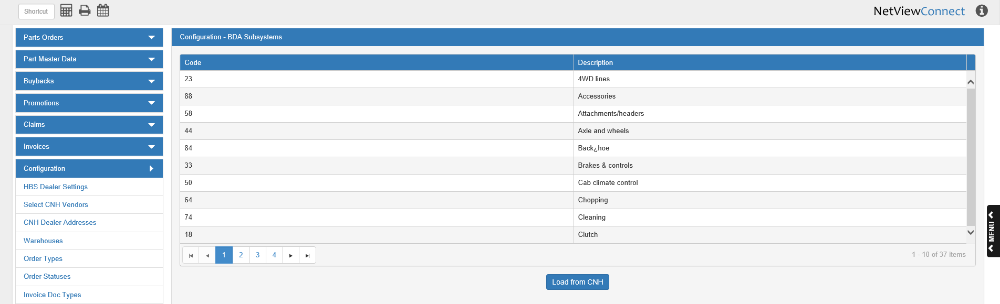 Shortcut
NetViewConnect
Parts Orders
Part Master Data
Buybacks
Promotions
Claims
Invoices
Configuration
HBS Dealer Settings
Select CNH Vendors
CNH Dealer Addresses
Warehouses
Order Types
Order Statuses
Invoice Doc Types
Configuration - BDA Subsystems
Code Description
23 4WD lines
88 Accessories
58 Attachments/headers
44 Axle and wheels
84 Back¿hoe
33 Brakes & controls
50 Cab climate control
64 Chopping
74 Cleaning
18 Clutch
1 2 3 4 1 - 10 of 37 items
Load from CNH
MENU